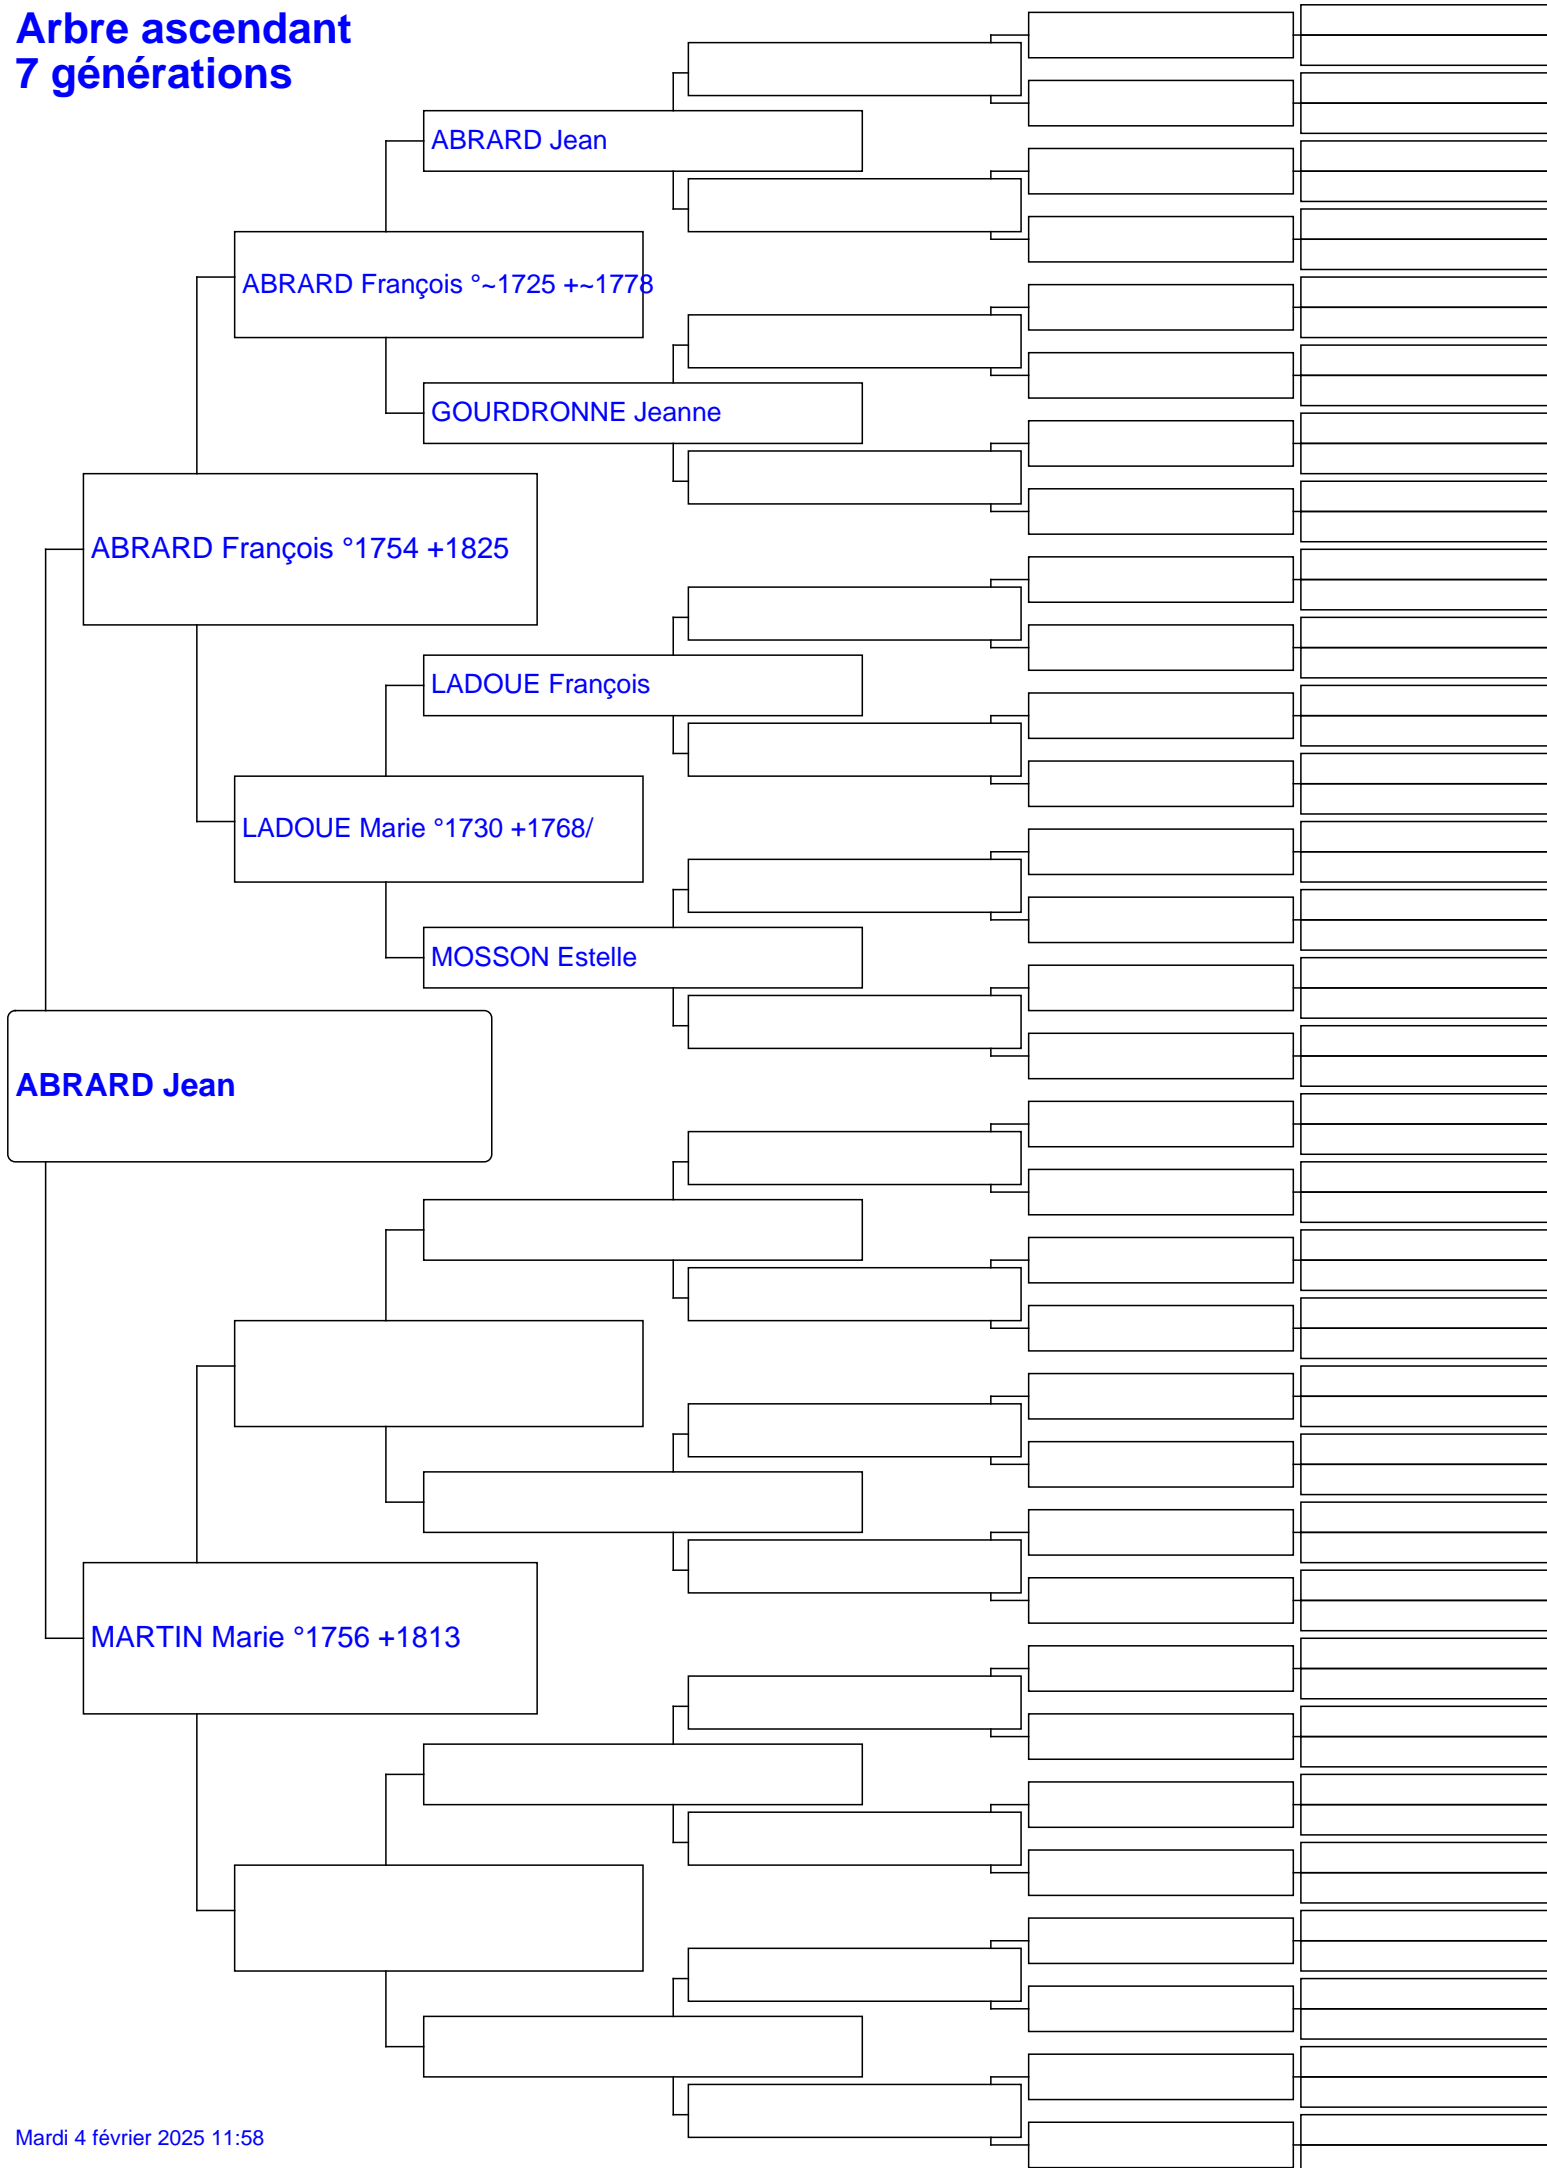 Arbre ascendant
7 générations
ABRARD Jean
ABRARD François °~1725 +~1778
GOURDRONNE Jeanne
ABRARD François °1754 +1825
LADOUE François
LADOUE Marie °1730 +1768/
MOSSON Estelle
ABRARD Jean
MARTIN Marie °1756 +1813
Mardi 4 février 2025 11:58